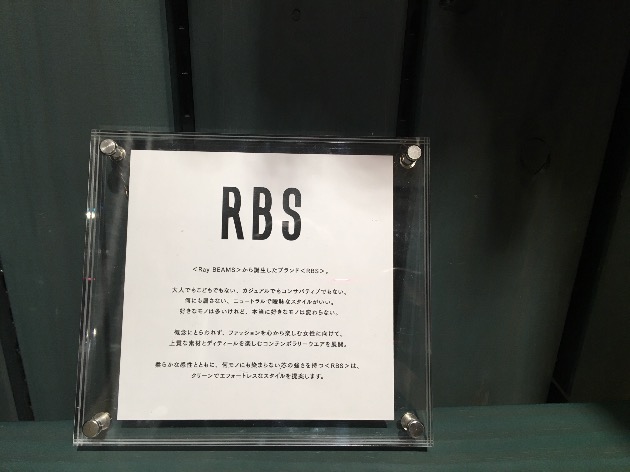 RBS
<Ray BEAMS>から誕生したブランド<RBS>。
大人でもこどもでもない、カジュアルでもコンサバティブでもない。
何にも属さない、ニュートラルで曖昧なスタイルがいい。
好きなモノは多いけれど、本当に好きなモノは変わらない。
概念にとらわれず、ファッションを心から楽しむ女性に向けて、
上質な素材とディティールを楽しむコンテンポラリーウエアを展開。
柔らかな感性とともに、何モノにも染まらない芯の強さを持つ<RBS>は、
クリーンでエフォートレスなスタイルを提案します。